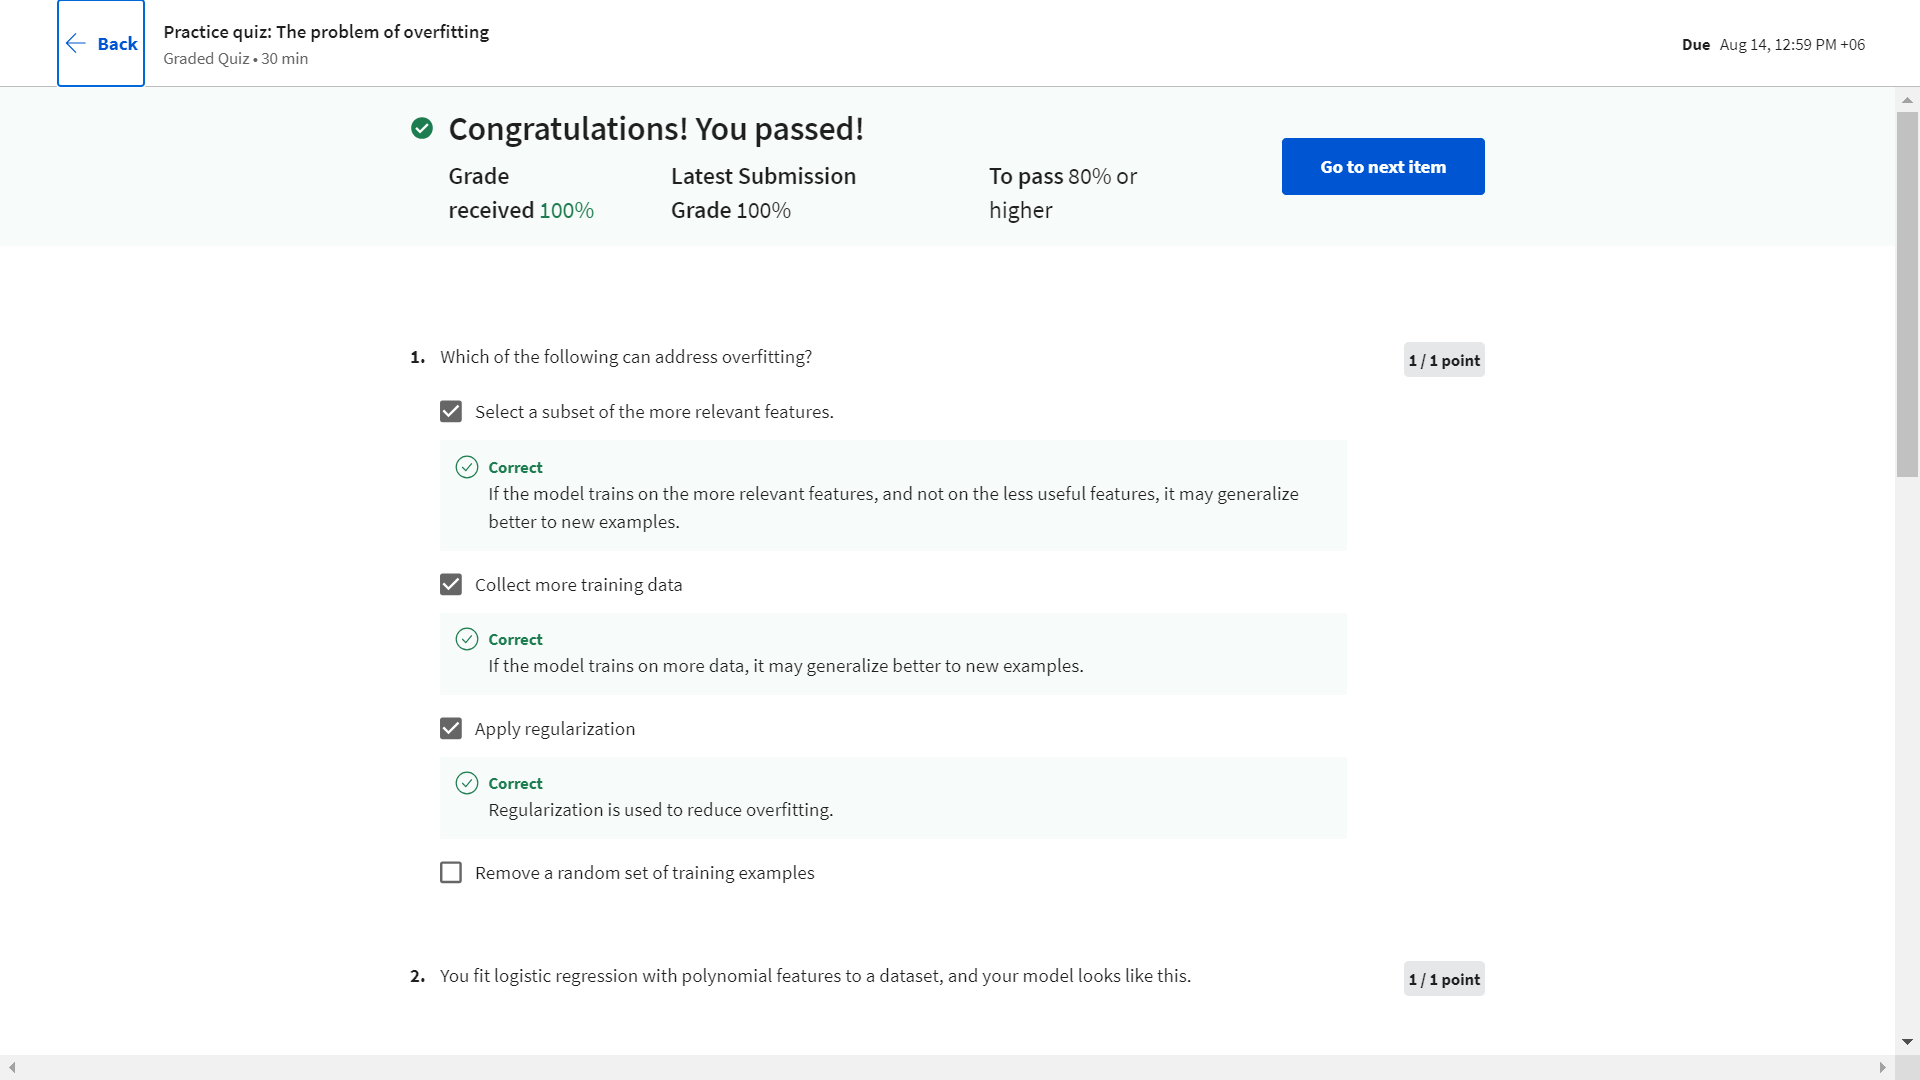 Back
Practice quiz: The problem of overfitting
Graded Quiz • 30 min
Due Aug 14, 12:59 PM +06
Congratulations! You passed!
Grade
received 100%
Latest Submission
Grade 100%
To pass 80% or
higher
Go to next item
1. Which of the following can address overfitting?
1 / 1 point
Select a subset of the more relevant features.
Correct
If the model trains on the more relevant features, and not on the less useful features, it may generalize
better to new examples.
Collect more training data
Correct
If the model trains on more data, it may generalize better to new examples.
Apply regularization
Correct
Regularization is used to reduce overfitting.
Remove a random set of training examples
2. You fit logistic regression with polynomial features to a dataset, and your model looks like this.
1 / 1 point